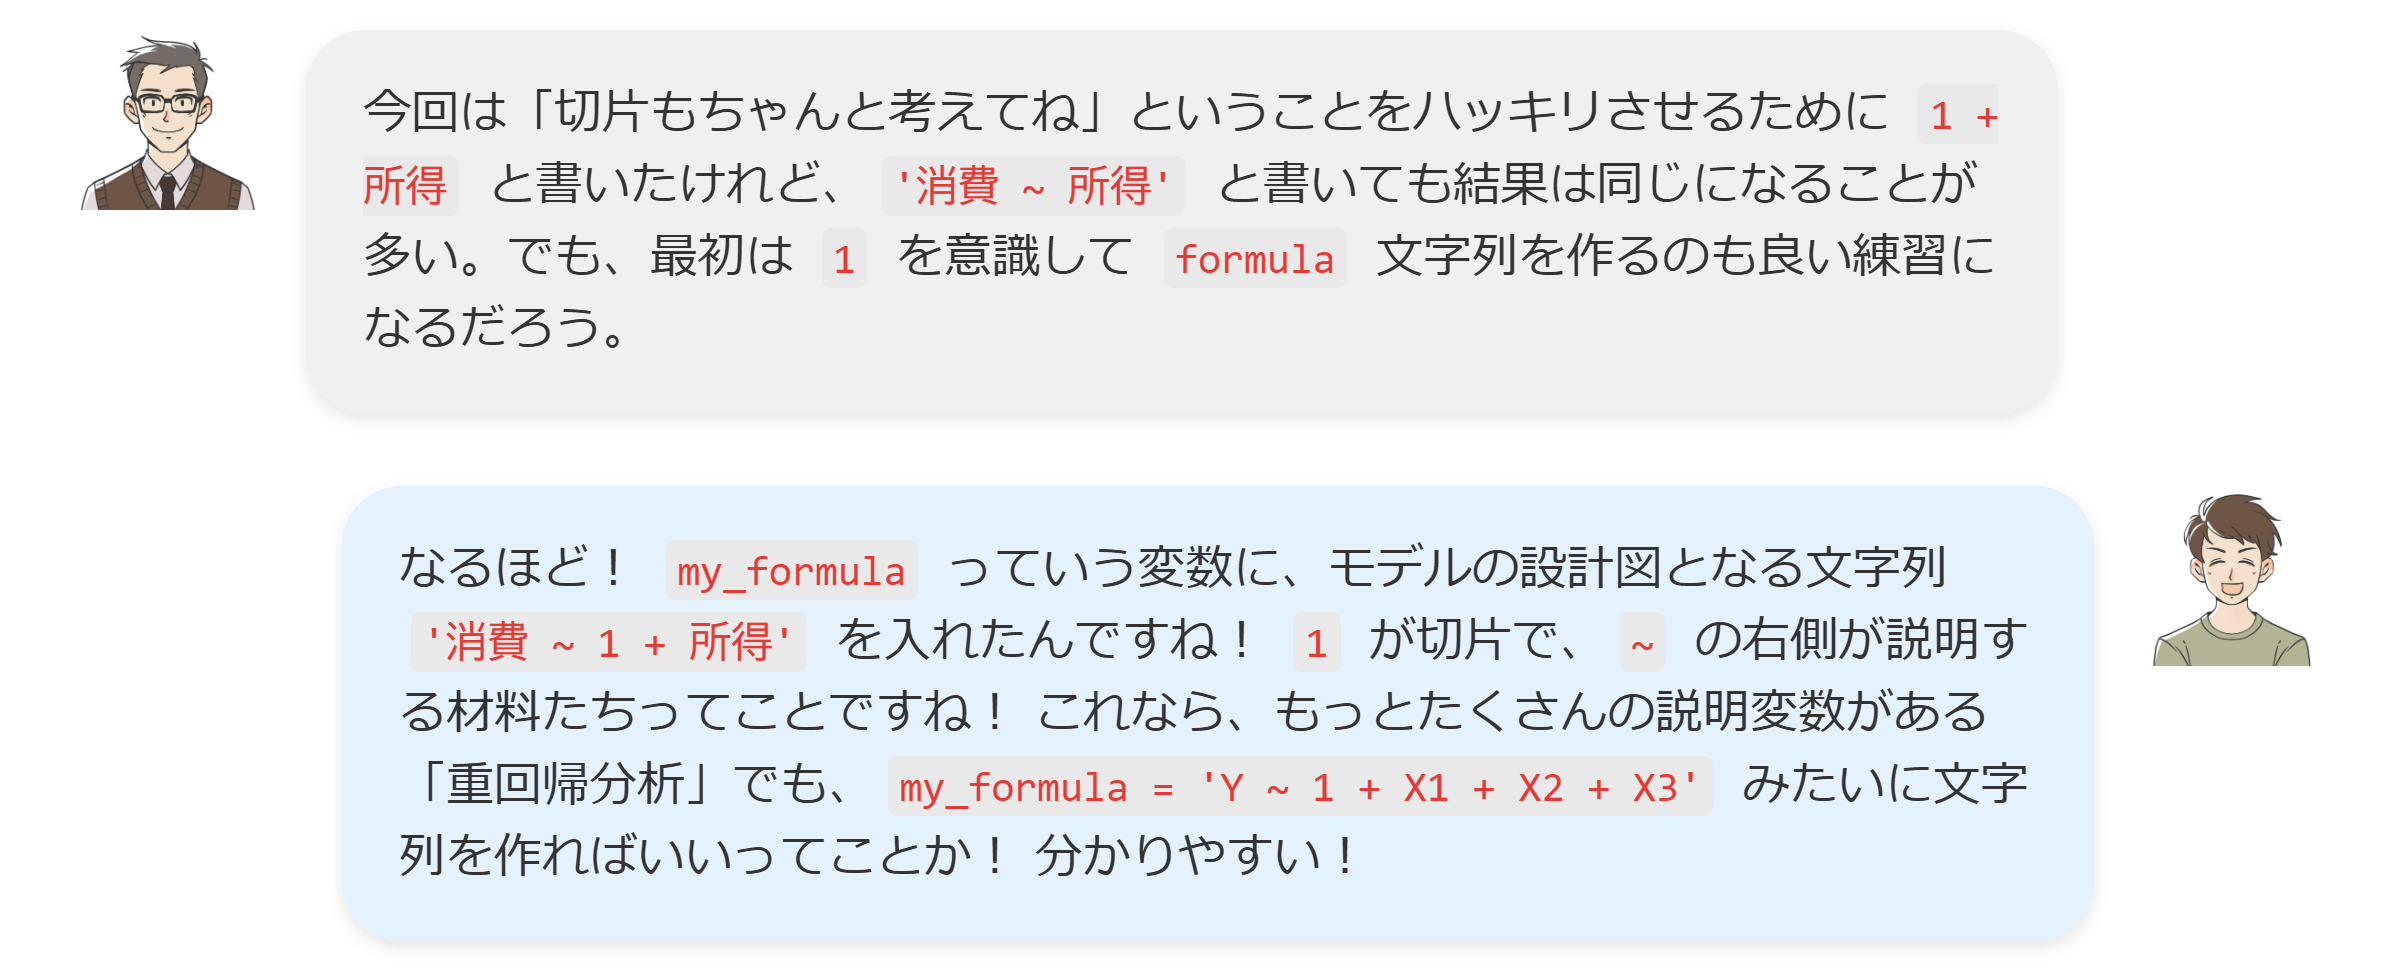 今回は「切片もちゃんと考えてね」ということをハッキリさせるために 1 +
所得 と書いたけれど、 '消費 ~ 所得' と書いても結果は同じになることが
多い。でも、最初は 1 を意識して formula 文字列を作るのも良い練習に
なるだろう。
なるほど！ my_formula っていう変数に、モデルの設計図となる文字列
'消費 ~ 1 + 所得' を入れたんですね！ 1 が切片で、 ~ の右側が説明す
る材料たちってことですね！ これなら、もっとたくさんの説明変数がある
「重回帰分析」でも、 my_formula = 'Y ~ 1 + X1 + X2 + X3' みたいに文字
列を作ればいいってことか！ 分かりやすい！